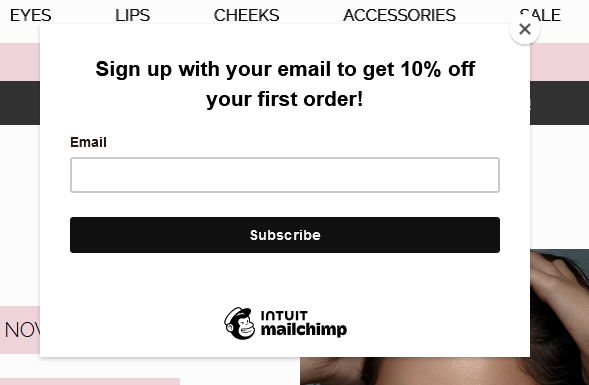 EYES LIPS CHEEKS ACCESSORIES SALE
Sign up with your email to get 10% off
your first order!
Email
Subscribe
INTUIT
mailchimp